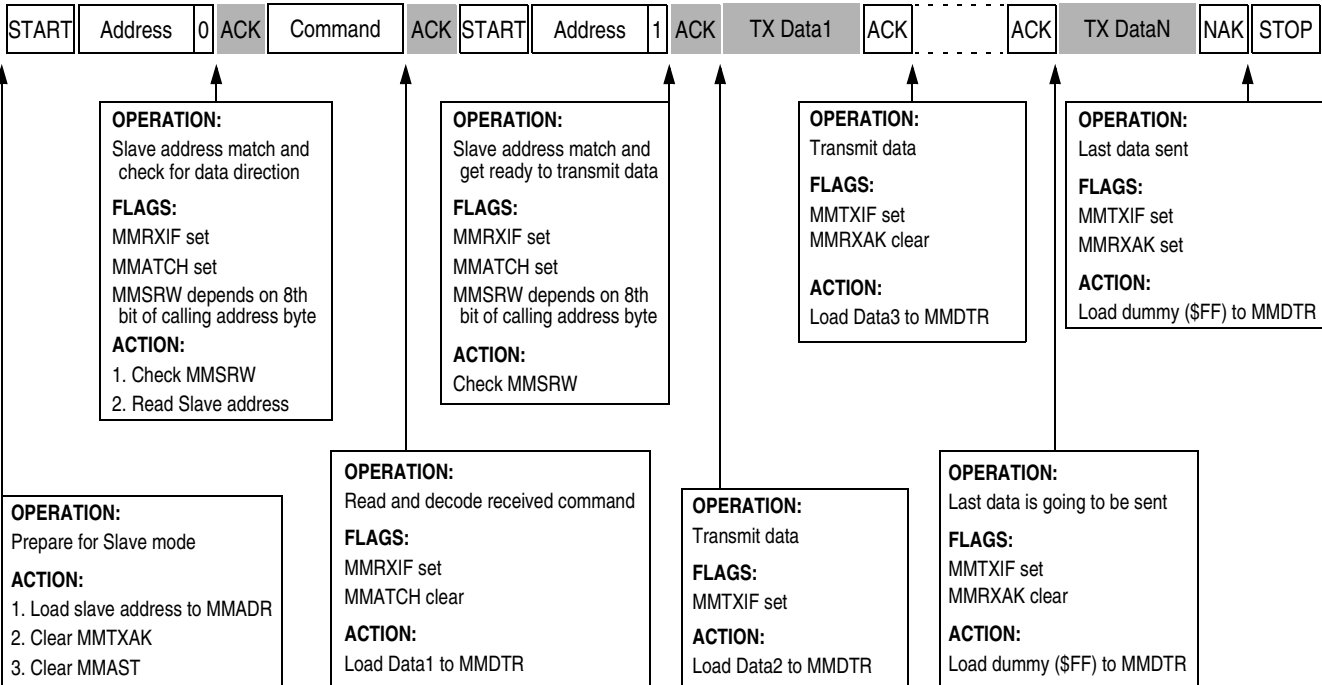 START Address 0 ACK Command ACK START Address 1 ACK TX Data1 ACK ACK TX DataN NAK STOP
OPERATION:
Slave address match and
check for data direction
FLAGS:
MMRXIF set
MMATCH set
MMSRW depends on 8th
bit of calling address byte
ACTION:
1. Check MMSRW
2. Read Slave address
OPERATION:
Slave address match and
get ready to transmit data
FLAGS:
MMRXIF set
MMATCH set
MMSRW depends on 8th
bit of calling address byte
ACTION:
Check MMSRW
OPERATION:
Transmit data
FLAGS:
MMTXIF set
MMRXAK clear
ACTION:
Load Data3 to MMDTR
OPERATION:
Last data sent
FLAGS:
MMTXIF set
MMRXAK set
ACTION:
Load dummy ($FF) to MMDTR
OPERATION:
Prepare for Slave mode
ACTION:
1. Load slave address to MMADR
2. Clear MMTXAK
3. Clear MMAST
OPERATION:
Read and decode received command
FLAGS:
MMRXIF set
MMATCH clear
ACTION:
Load Data1 to MMDTR
OPERATION:
Transmit data
FLAGS:
MMTXIF set
ACTION:
Load Data2 to MMDTR
OPERATION:
Last data is going to be sent
FLAGS:
MMTXIF set
MMRXAK clear
ACTION:
Load dummy ($FF) to MMDTR